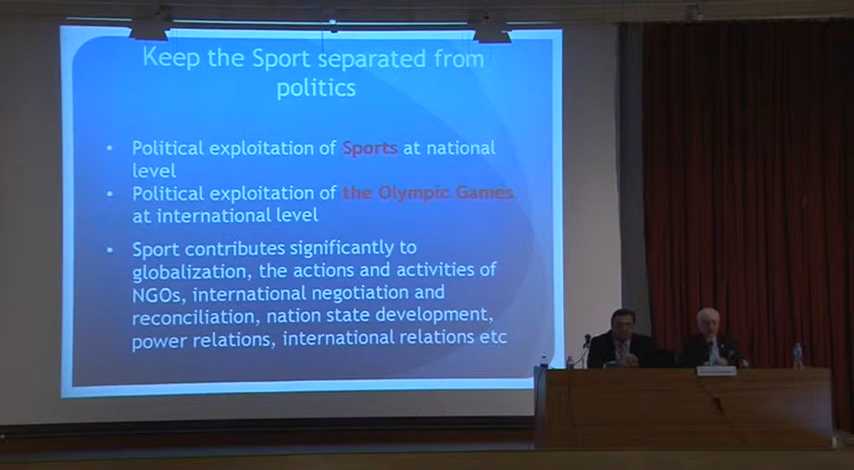 Keep the Sport separated from
politics
• Political exploitation of Sports at national
level
• Political exploitation of the Olympic Games
at international level
• Sport contributes significantly to
globalization, the actions and activities of
NGOs, international negotiation and
reconciliation, nation state development,
power relations, international relations etc